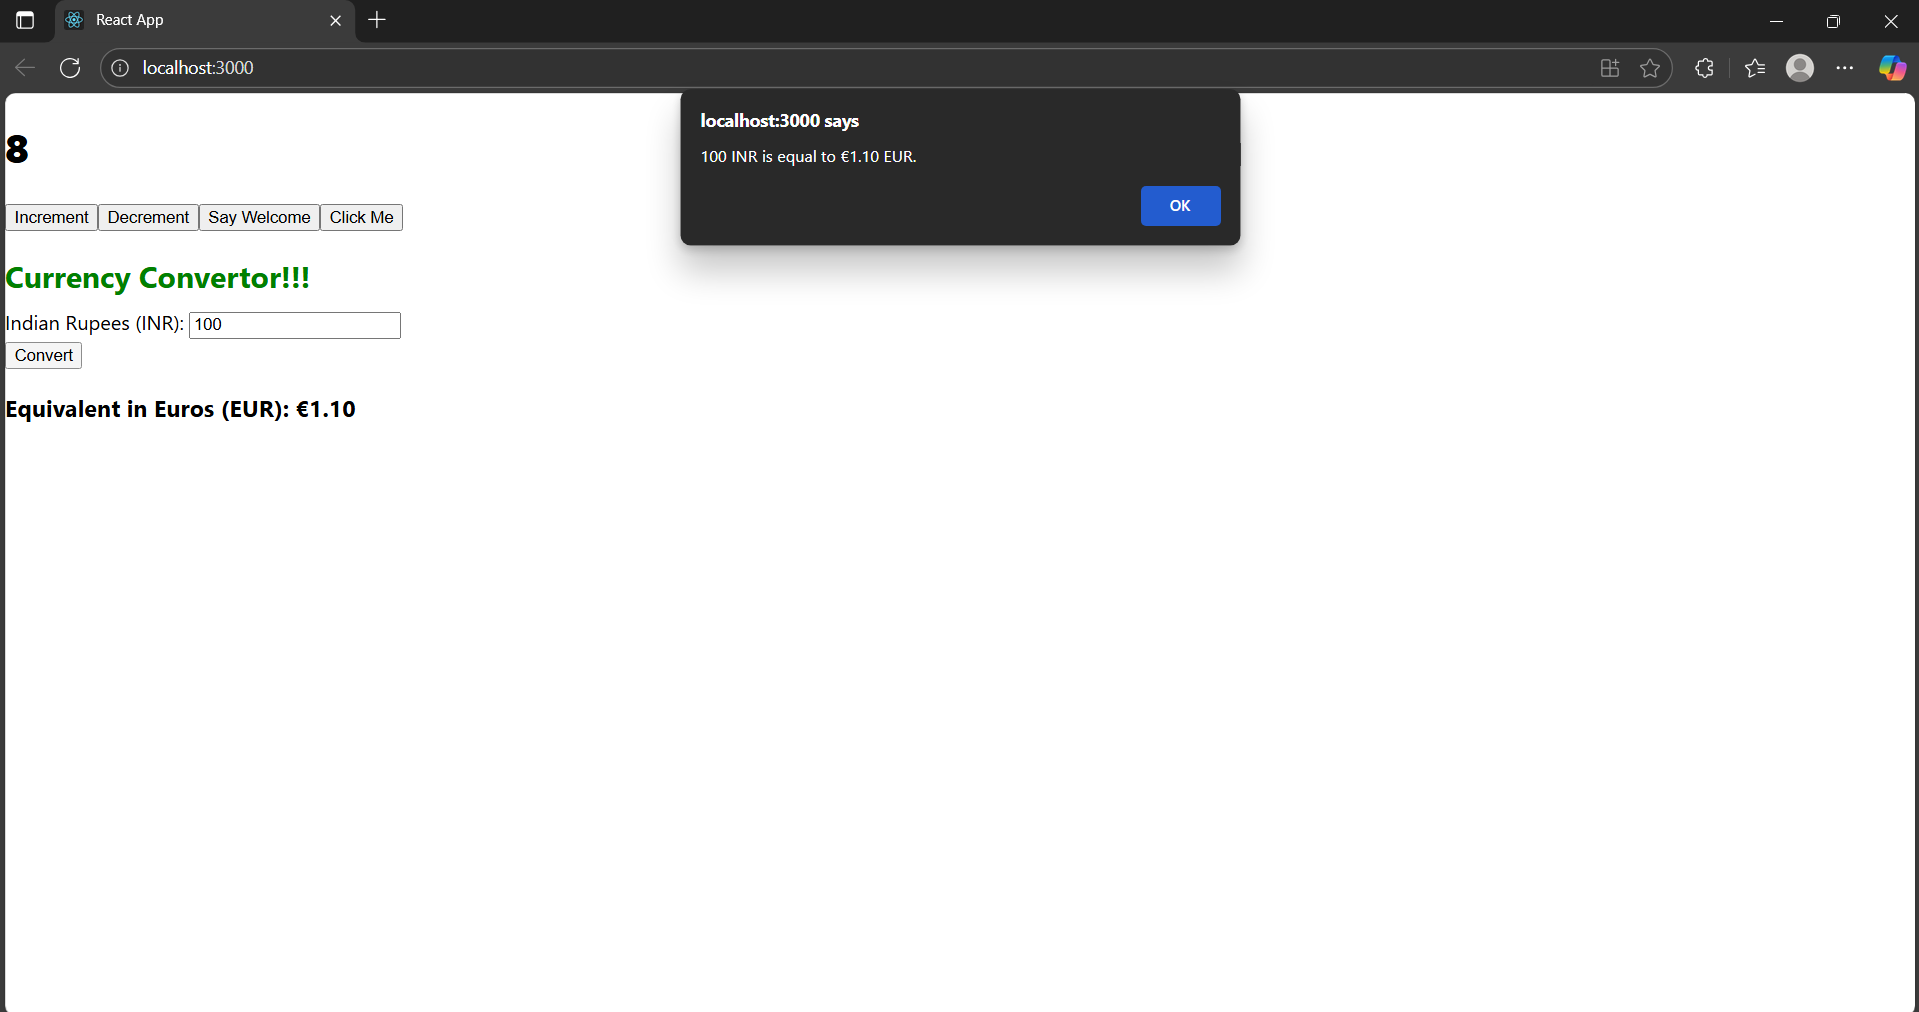 React App
localhost:3000
localhost:3000 says
100 INR is equal to €1.10 EUR.
OK
8
Increment Decrement Say Welcome Click Me
Currency Convertor!!!
Indian Rupees (INR): 100
Convert
Equivalent in Euros (EUR): €1.10